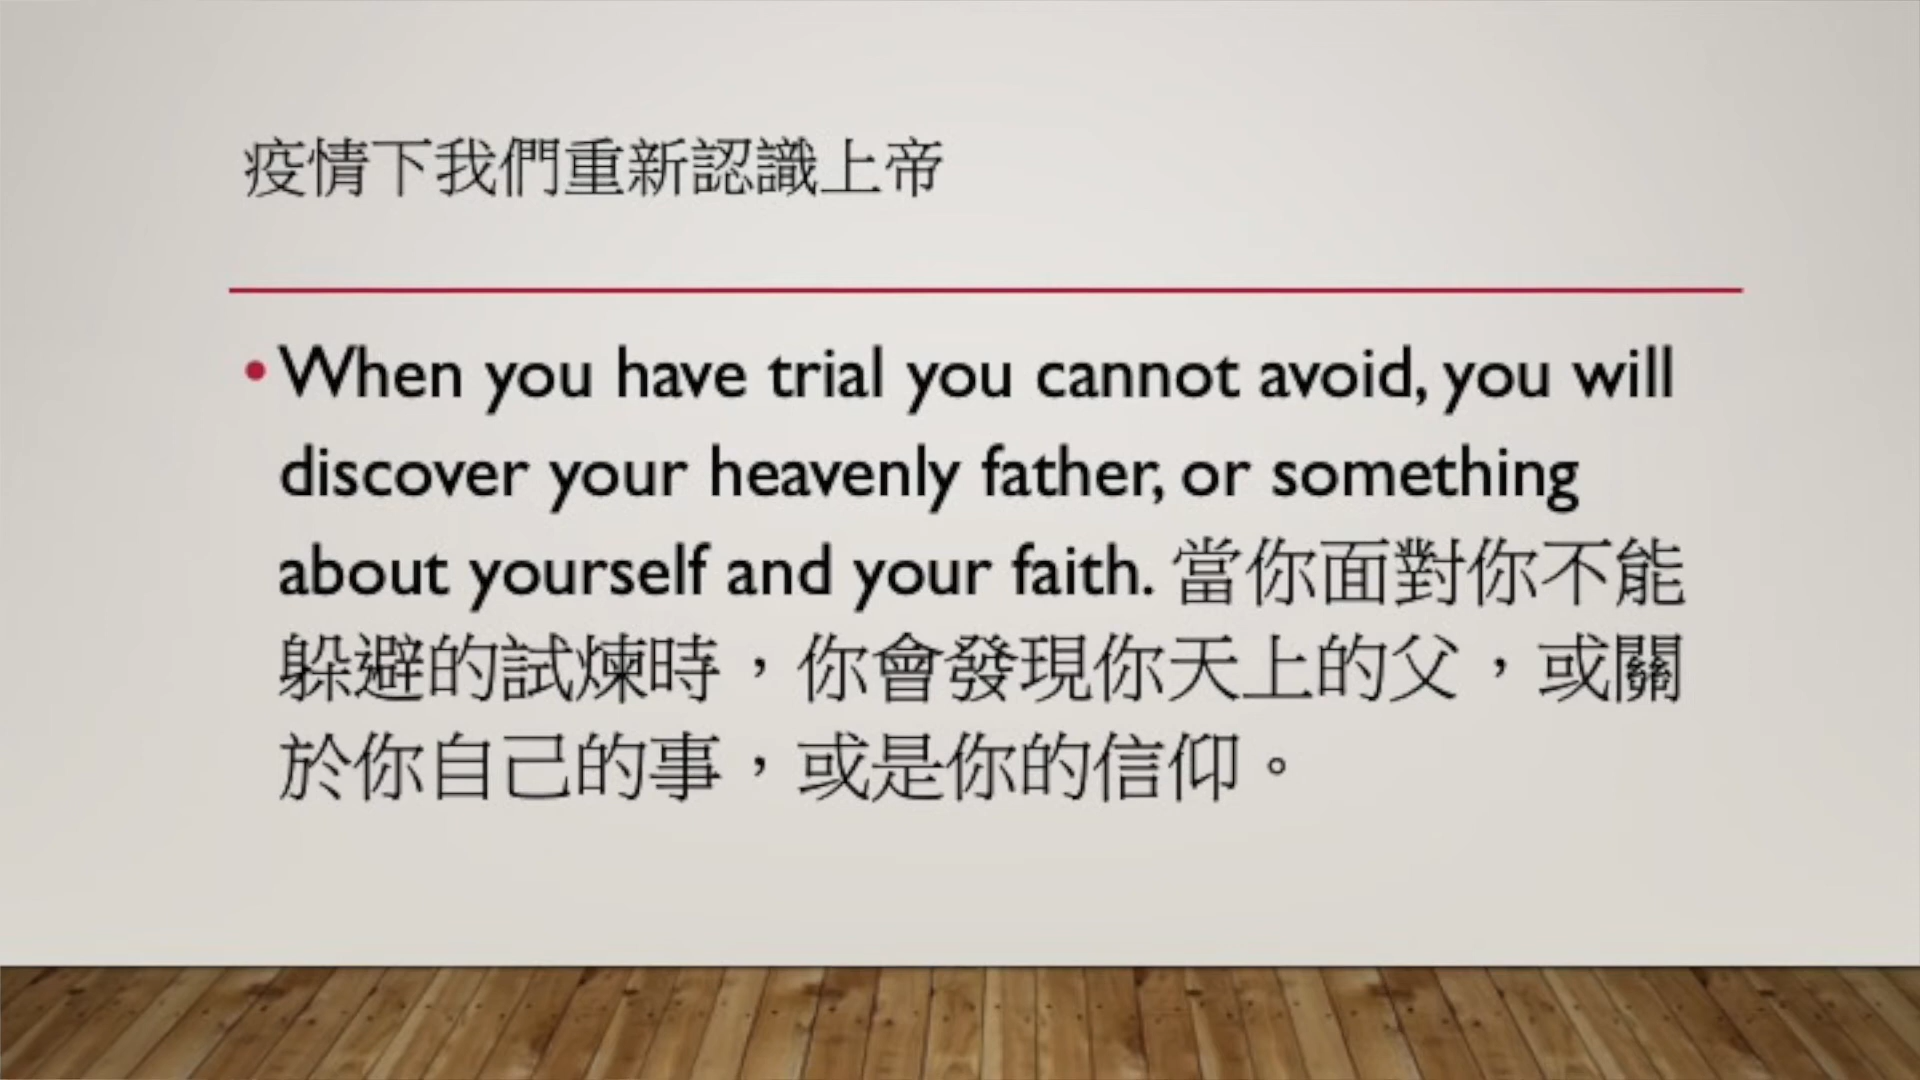 疫情下我們重新認識上帝
•When you have trial you cannot avoid, you will
discover your heavenly father, or something
about yourself and your faith. 當你面對你不能
躲避的試煉時，你會發現你天上的父，或關
於你自己的事，或是你的信仰。